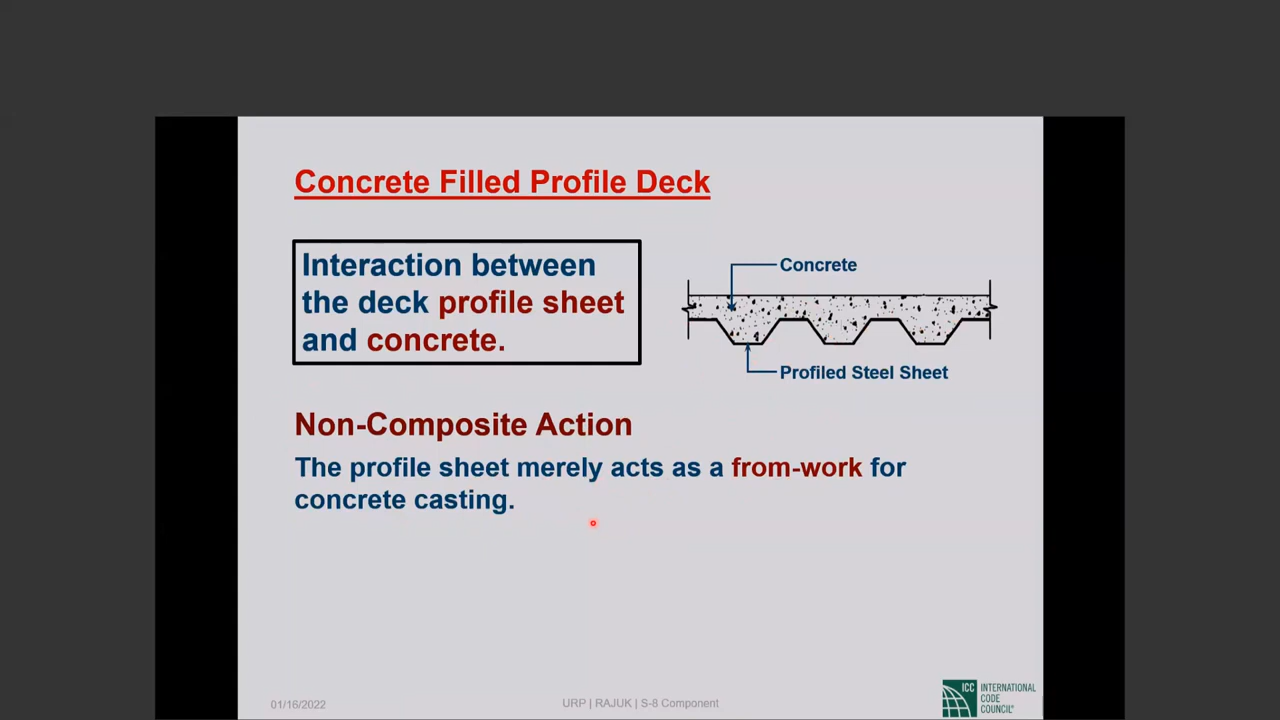 Concrete Filled Profile Deck
Interaction between
the deck profile sheet
and concrete.
Concrete
Profiled Steel Sheet
Non-Composite Action
The profile sheet merely acts as a from-work for
concrete casting.
01/16/2022
URP | RAJUK | S-8 Component
ICC
INTERNATIONAL
CODE
COUNCIL®